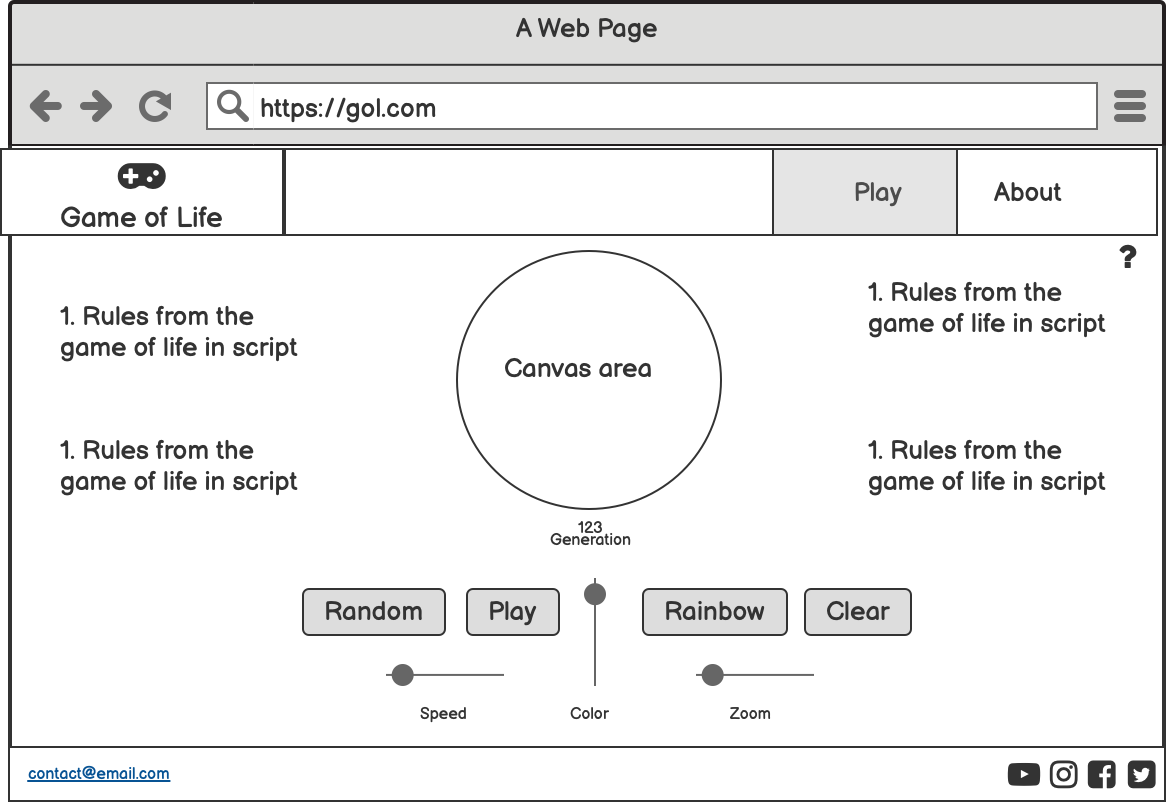 A Web Page
https://gol.com
Game of Life
Play
About
?
1. Rules from the
game of life in script
1. Rules from the
game of life in script
Canvas area
1. Rules from the
game of life in script
1. Rules from the
game of life in script
123
Generation
Random
Play
Rainbow
Clear
Speed
Color
Zoom
contact@email.com